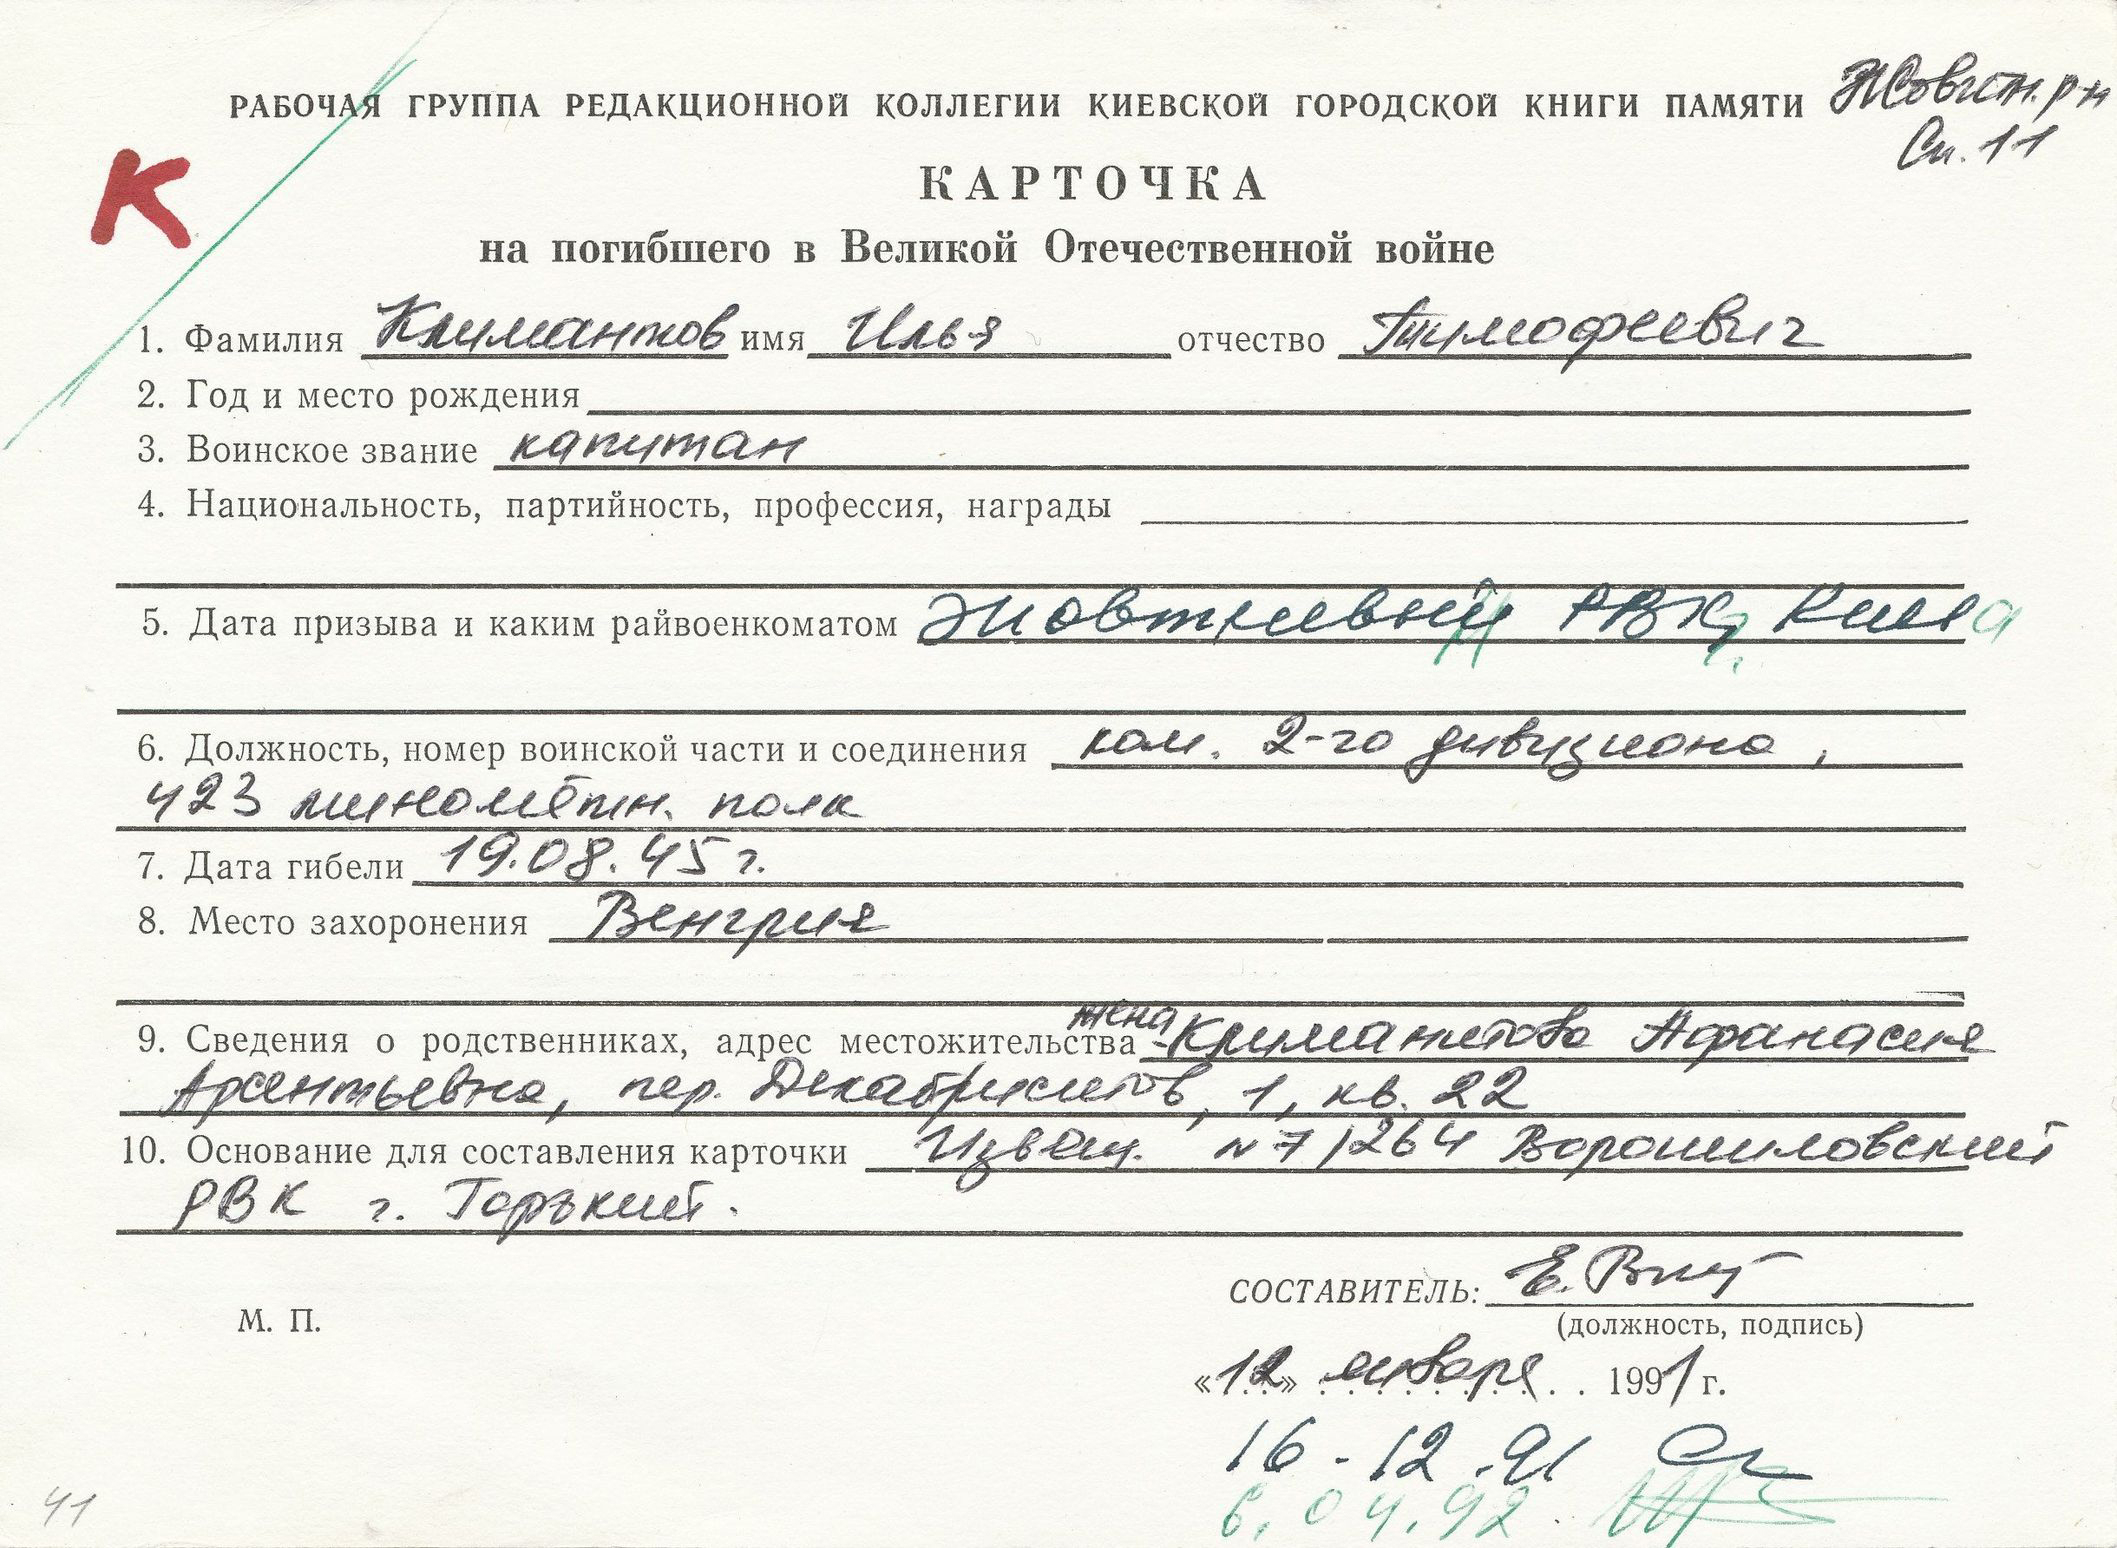 РАБОЧАЯ ГРУППА РЕДАКЦИОННОЙ КОЛЛЕГИИ КИЕВСКОЙ ГОРОДСКОЙ КНИГИ ПАМЯТИ Жовтн. р-н
Сп. 11
К
КАРТОЧКА
на погибшего в Великой Отечественной войне
1. Фамилия Климантов имя Илья отчество Тимофеевич
2. Год и место рождения
3. Воинское звание капитан
4. Национальность, партийность, профессия, награды
5. Дата призыва и каким райвоенкоматом Жовтневый РВК, Киева
6. Должность, номер воинской части и соединения ком. 2-го дивизиона,
423 миномётн. полк
7. Дата гибели 19.08.45 г.
8. Место захоронения Венгрия
жена
9. Сведения о родственниках, адрес местожительства - Климантова Афанасия
Арсентьевна, пер. Декабристов, 1, кв. 22
10. Основание для составления карточки Извещ. № 7/264 Ворошиловский
РВК г. Горький.
СОСТАВИТЕЛЬ: Е.
(должность, подпись)
М. П.
«12» января 1991 г.
16-12.91
6.04.92
41